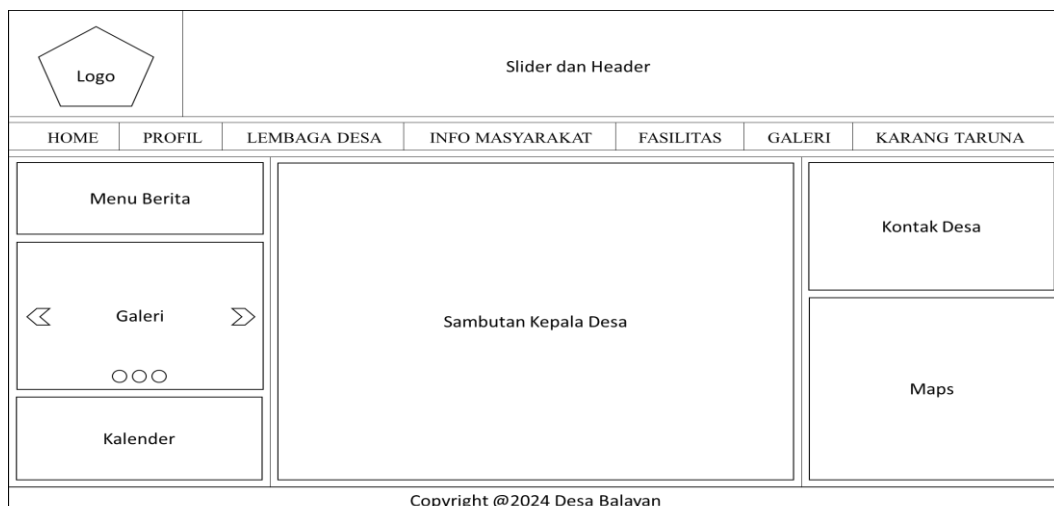 Logo
Slider dan Header
HOME PROFIL LEMBAGA DESA INFO MASYARAKAT FASILITAS GALERI KARANG TARUNA
Menu Berita
Galeri
Kalender
Sambutan Kepala Desa
Kontak Desa
Maps
Copyright @2024 Desa Balayan